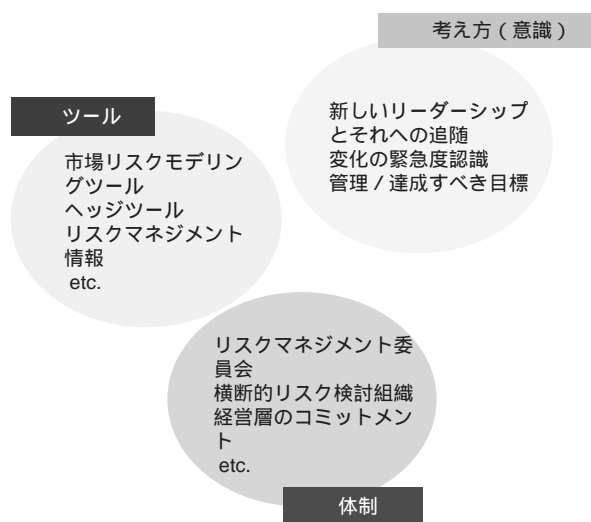 考え方（意識）
新しいリーダーシップ
とそれへの追随
変化の緊急度認識
管理／達成すべき目標
ツール
市場リスクモデリン
グツール
ヘッジツール
リスクマネジメント
情報
etc.
リスクマネジメント委
員会
横断的リスク検討組織
経営層のコミットメン
ト
etc.
体制